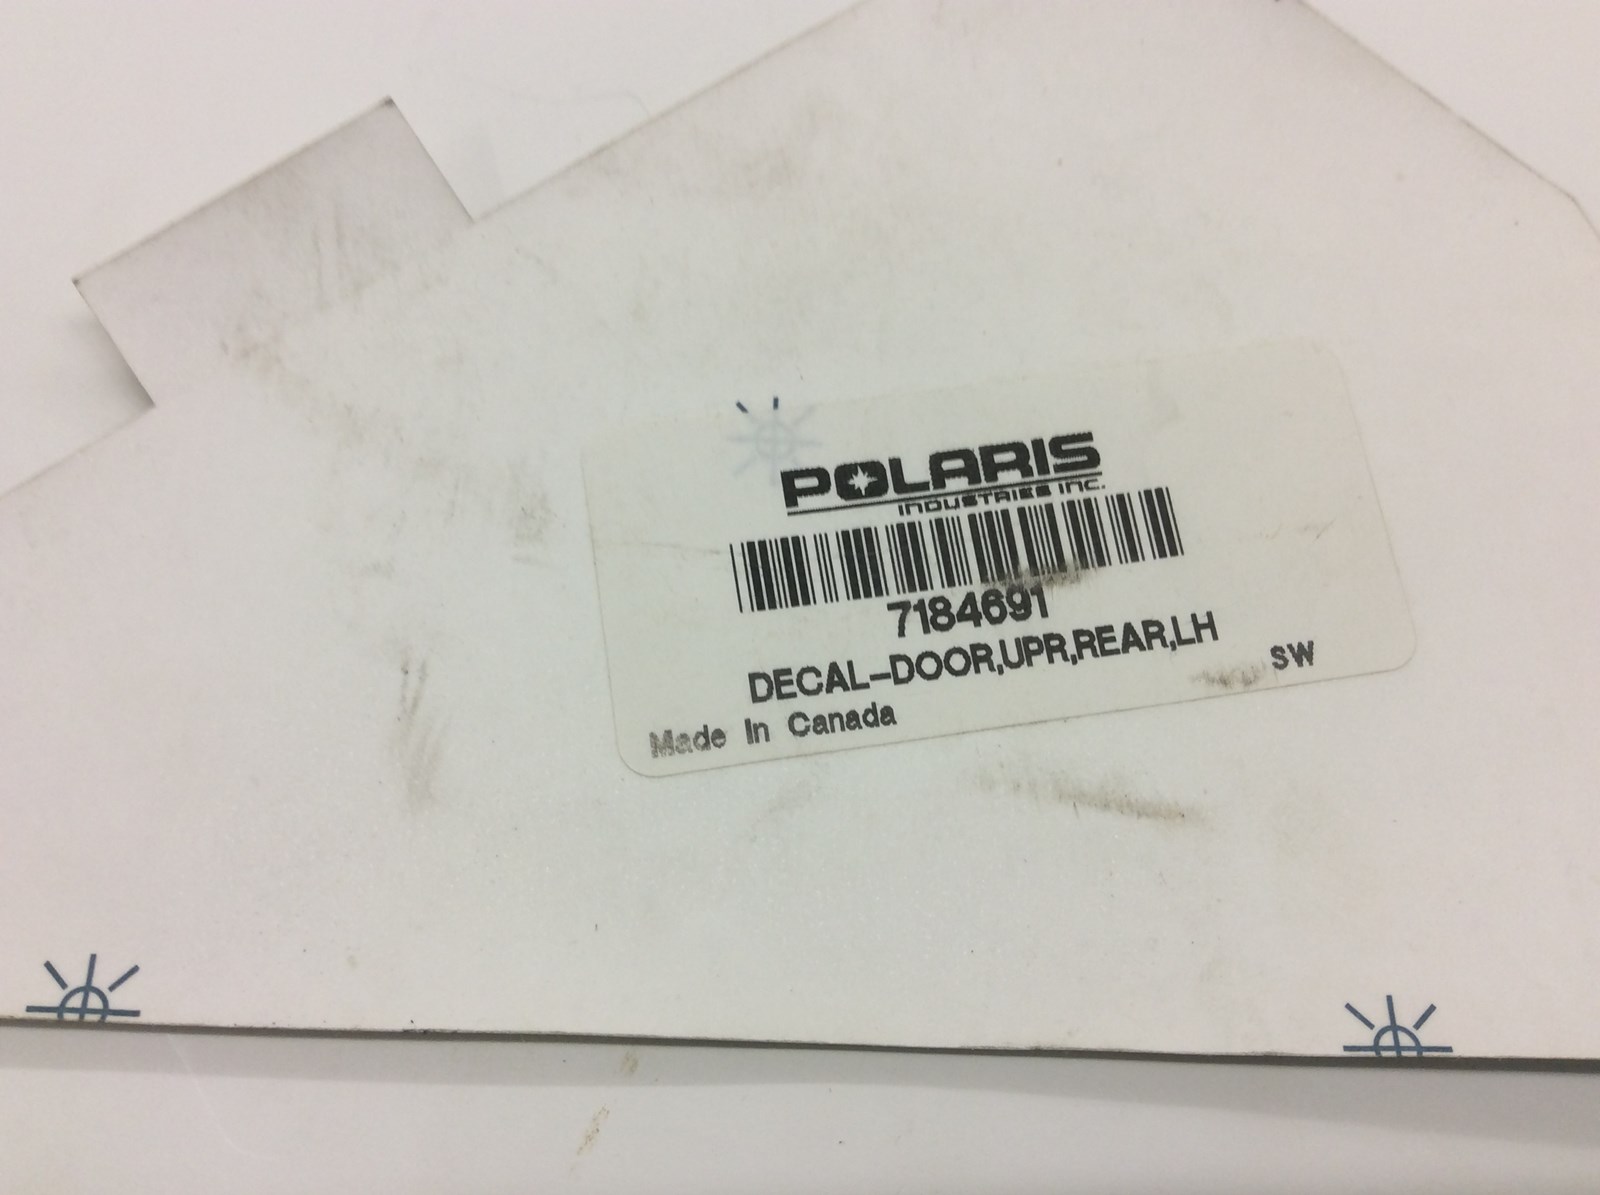 POLARIS
INDUSTRIES INC.
7184691
DECAL-DOOR,UPR,REAR,LH
SW
Made In Canada